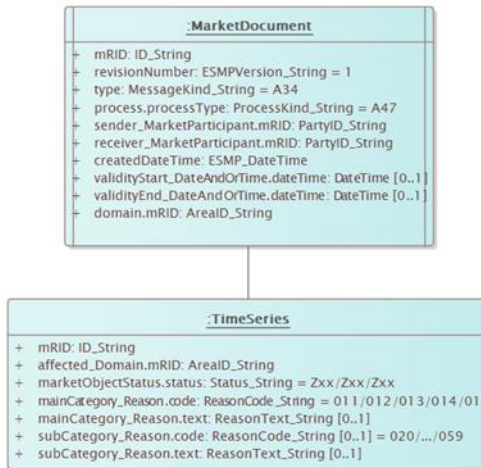 :MarketDocument
+ mRID: ID_String
+ revisionNumber: ESMPVersion_String = 1
+ type: MessageKind_String = A34
+ process.processType: ProcessKind_String = A47
+ sender_MarketParticipant.mRID: PartyID_String
+ receiver_MarketParticipant.mRID: PartyID_String
+ createdDateTime: ESMP_DateTime
+ validityStart_DateAndOrTime.dateTime: DateTime [0..1]
+ validityEnd_DateAndOrTime.dateTime: DateTime [0..1]
+ domain.mRID: AreaID_String
:TimeSeries
+ mRID: ID_String
+ affected_Domain.mRID: AreaID_String
+ marketObjectStatus.status: Status_String = Zxx/Zxx/Zxx
+ mainCategory_Reason.code: ReasonCode_String = 011/012/013/014/01
+ mainCategory_Reason.text: ReasonText_String [0..1]
+ subCategory_Reason.code: ReasonCode_String [0..1] = 020/.../059
+ subCategory_Reason.text: ReasonText_String [0..1]